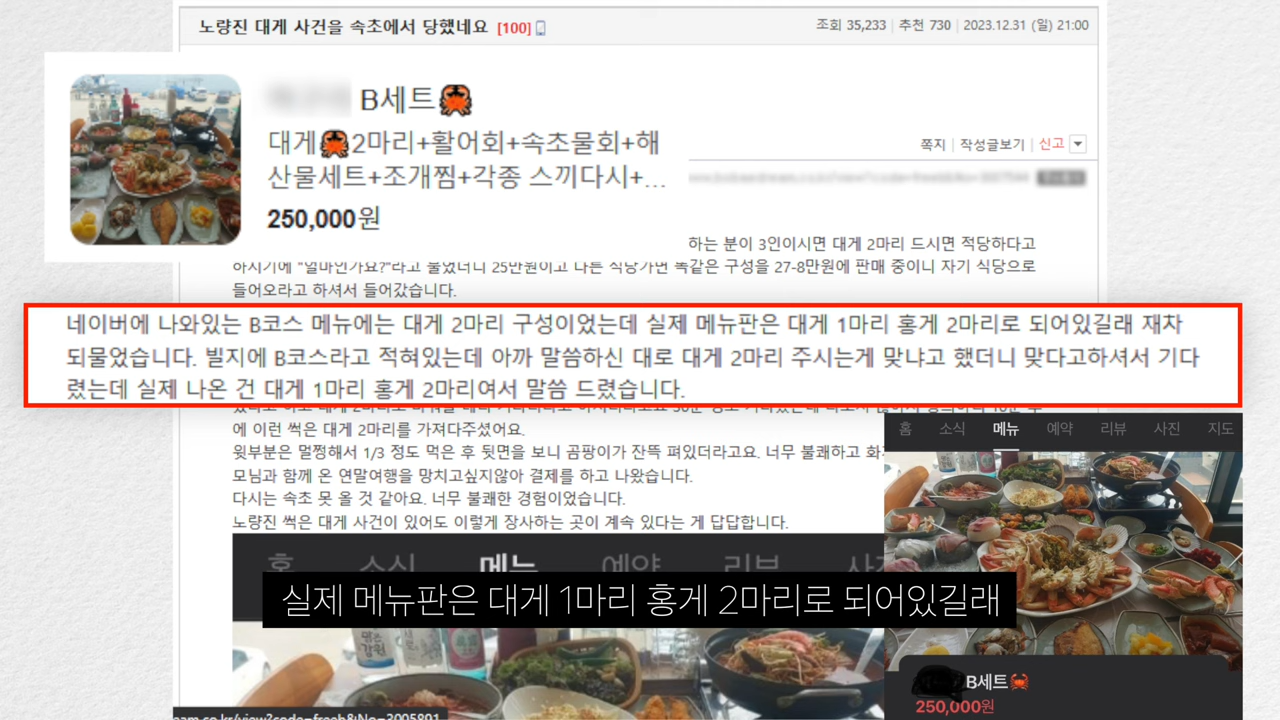 노량진 대게 사건을 속초에서 당했네요 [100]
조회 35,233 | 추천 730 | 2023.12.31 (일) 21:00
B세트🦀
대게🦀2마리+활어회+속초물회+해
산물세트+조개찜+각종 스끼다시+...
250,000원
쪽지 | 작성글보기 | 신고
하는 분이 3인이시면 대게 2마리 드시면 적당하다고
하시기에 "얼마인가요?"라고 물었더니 25만원이고 다른 식당가면 똑같은 구성을 27-8만원에 판매 중이니 자기 식당으로
들어오라고 하셔서 들어갔습니다.
네이버에 나와있는 B코스 메뉴에는 대게 2마리 구성이었는데 실제 메뉴판은 대게 1마리 홍게 2마리로 되어있길래 재차
되물었습니다. 빌지에 B코스라고 적혀있는데 아까 말씀하신 대로 대게 2마리 주시는게 맞냐고 했더니 맞다고하셔서 기다
렸는데 실제 나온 건 대게 1마리 홍게 2마리여서 말씀 드렸습니다.
에 이런 썩은 대게 2마리를 가져다주셨어요.
윗부분은 멀쩡해서 1/3 정도 먹은 후 뒷면을 보니 곰팡이가 잔뜩 펴있더라고요. 너무 불쾌하고 화
모님과 함께 온 연말여행을 망치고싶지않아 결제를 하고 나왔습니다.
다시는 속초 못 올 것 같아요. 너무 불쾌한 경험이었습니다.
노량진 썩은 대게 사건이 있어도 이렇게 장사하는 곳이 계속 있다는 게 답답합니다.
홈 소식 메뉴 예약 리뷰 사진 지도
홈 소식 메뉴 예약 리뷰 사진
실제 메뉴판은 대게 1마리 홍게 2마리로 되어있길래
B세트🦀
250,000원
eam.co.kr/view?code=freeb&No=3005891